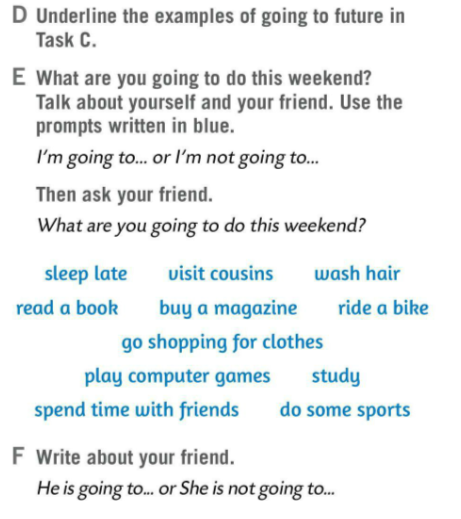 D Underline the examples of going to future in
Task C.
E What are you going to do this weekend?
Talk about yourself and your friend. Use the
prompts written in blue.
I'm going to... or I'm not going to...
Then ask your friend.
What are you going to do this weekend?
sleep late visit cousins wash hair
read a book buy a magazine ride a bike
go shopping for clothes
play computer games study
spend time with friends do some sports
F Write about your friend.
He is going to... or She is not going to...